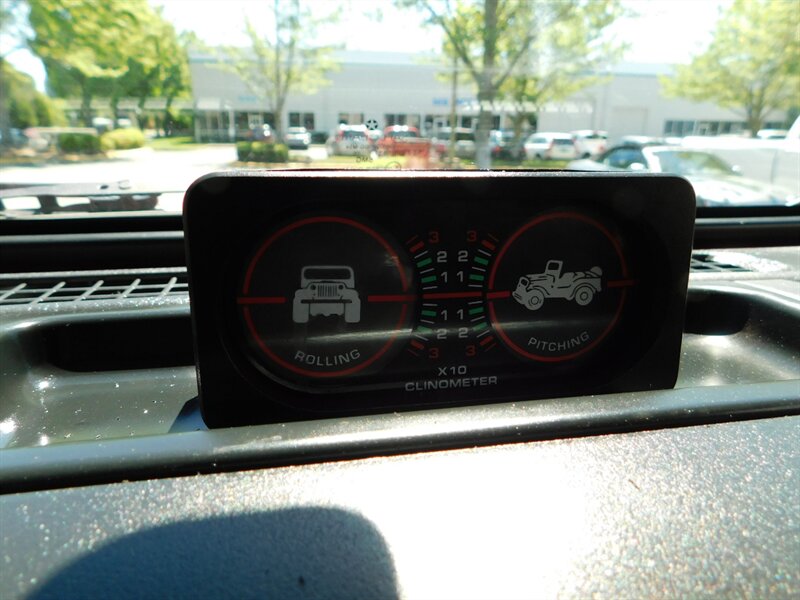 ROLLING
3 3
2 2
1 1
1 1
2 2
3 3
PITCHING
X10
CLINOMETER